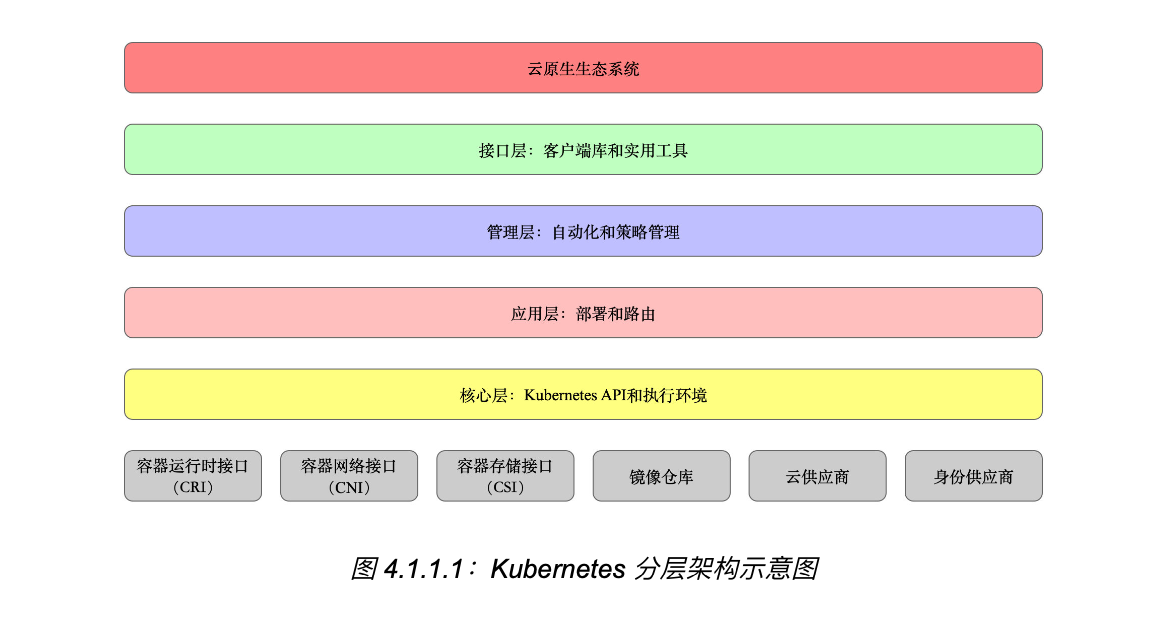 云原生生态系统
接口层：客户端库和实用工具
管理层：自动化和策略管理
应用层：部署和路由
核心层：Kubernetes API和执行环境
容器运行时接口
（CRI）
容器网络接口
（CNI）
容器存储接口
（CSI）
镜像仓库
云供应商
身份供应商
图 4.1.1.1：Kubernetes 分层架构示意图